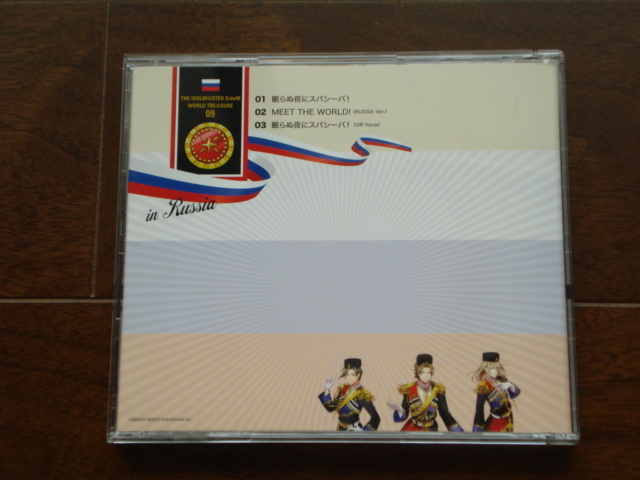 THE IDOLM@STER SideM
WORLD TRE@SURE
09
01 眠らぬ夜にスパシーバ！
02 MEET THE WORLD! (RUSSIA Ver.)
03 眠らぬ夜にスパシーバ！ (Off Vocal)
in Russia